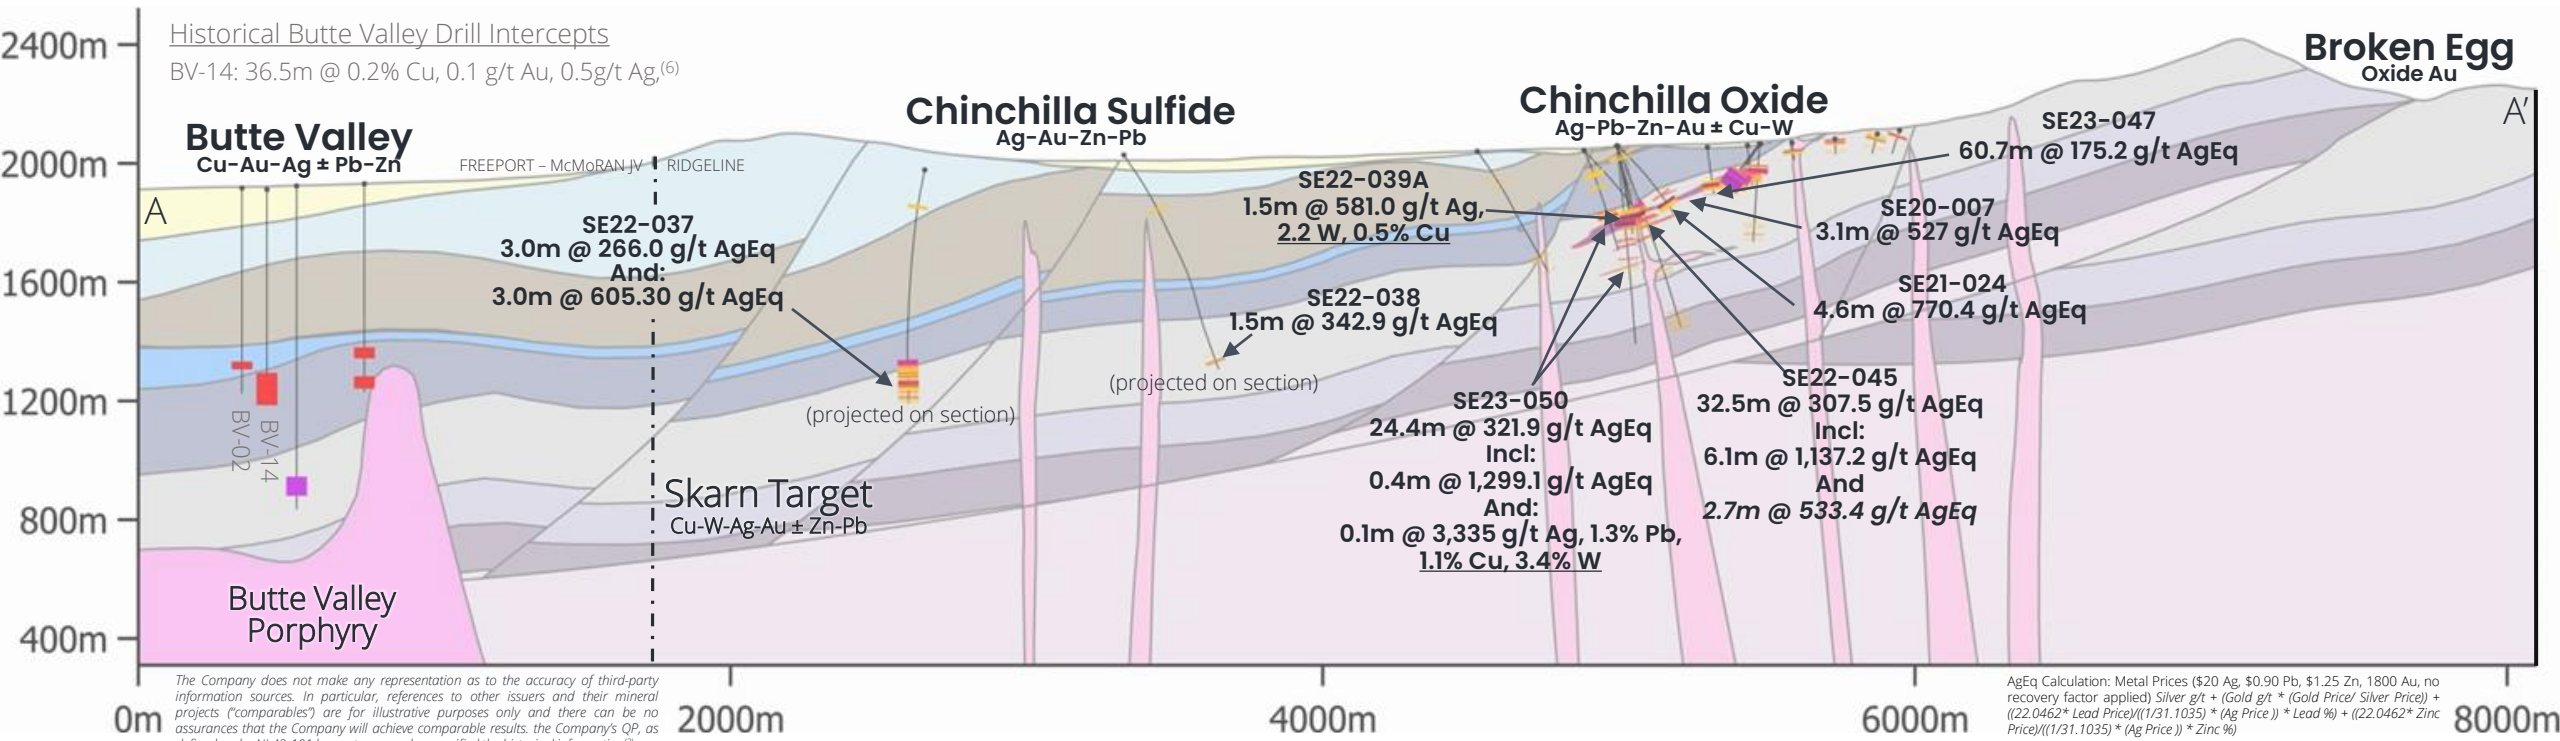 2400m
2000m
1600m
1200m
800m
400m
0m
2000m
4000m
6000m
8000m
Historical Butte Valley Drill Intercepts
BV-14: 36.5m @ 0.2% Cu, 0.1 g/t Au, 0.5g/t Ag,(6)
Butte Valley
Cu-Au-Ag ± Pb-Zn
A
FREEPORT – McMoRAN JV
RIDGELINE
SE22-037
3.0m @ 266.0 g/t AgEq
And:
3.0m @ 605.30 g/t AgEq
(projected on section)
BV-02
BV-14
Butte Valley
Porphyry
Skarn Target
Cu-W-Ag-Au ± Zn-Pb
Chinchilla Sulfide
Ag-Au-Zn-Pb
SE22-038
1.5m @ 342.9 g/t AgEq
(projected on section)
Chinchilla Oxide
Ag-Pb-Zn-Au ± Cu-W
SE22-039A
1.5m @ 581.0 g/t Ag,
2.2 W, 0.5% Cu
SE23-050
24.4m @ 321.9 g/t AgEq
Incl:
0.4m @ 1,299.1 g/t AgEq
And:
0.1m @ 3,335 g/t Ag, 1.3% Pb,
1.1% Cu, 3.4% W
SE22-045
32.5m @ 307.5 g/t AgEq
Incl:
6.1m @ 1,137.2 g/t AgEq
And
2.7m @ 533.4 g/t AgEq
SE21-024
4.6m @ 770.4 g/t AgEq
SE20-007
3.1m @ 527 g/t AgEq
SE23-047
60.7m @ 175.2 g/t AgEq
Broken Egg
Oxide Au
A'
The Company does not make any representation as to the accuracy of third-party
information sources. In particular, references to other issuers and their mineral
projects ("comparables") are for illustrative purposes only and there can be no
assurances that the Company will achieve comparable results. the Company's QP, as
AgEq Calculation: Metal Prices ($20 Ag, $0.90 Pb, $1.25 Zn, 1800 Au, no
recovery factor applied) Silver g/t + (Gold g/t * (Gold Price/ Silver Price)) +
((22.0462* Lead Price)/((1/31.1035) * (Ag Price )) * Lead %) + ((22.0462* Zinc
Price)/((1/31.1035) * (Ag Price )) * Zinc %)